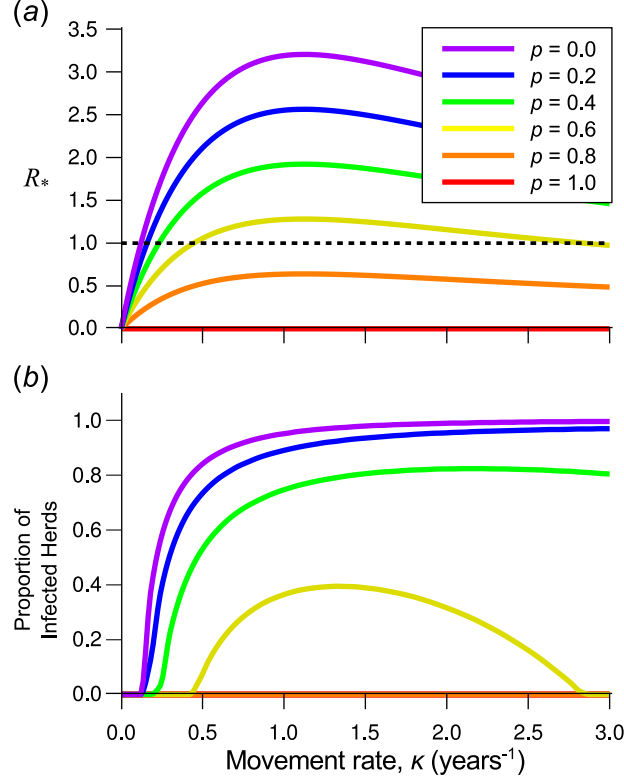 (a)
3.5
3.0
2.5
2.0
1.5
1.0
0.5
0.0
R*
p = 0.0
p = 0.2
p = 0.4
p = 0.6
p = 0.8
p = 1.0
(b)
1.0
0.8
0.6
0.4
0.2
0.0
Proportion of
Infected Herds
0.0 0.5 1.0 1.5 2.0 2.5 3.0
Movement rate, κ (years⁻¹)